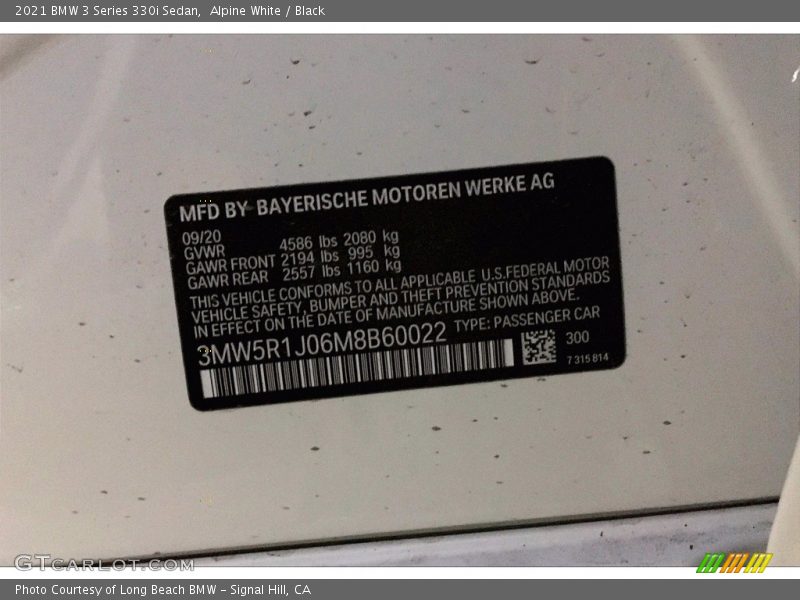 2021 BMW 3 Series 330i Sedan,  Alpine White / Black
MFD BY BAYERISCHE MOTOREN WERKE AG
09/20
GVWR 4586 lbs 2080 kg
GAWR FRONT 2194 lbs 995 kg
GAWR REAR 2557 lbs 1160 kg
THIS VEHICLE CONFORMS TO ALL APPLICABLE U.S.FEDERAL MOTOR
VEHICLE SAFETY, BUMPER AND THEFT PREVENTION STANDARDS
IN EFFECT ON THE DATE OF MANUFACTURE SHOWN ABOVE.
3MW5R1J06M8B60022 TYPE: PASSENGER CAR
300
7 315 814
GTCARLOT.COM
Photo Courtesy of Long Beach BMW - Signal Hill, CA